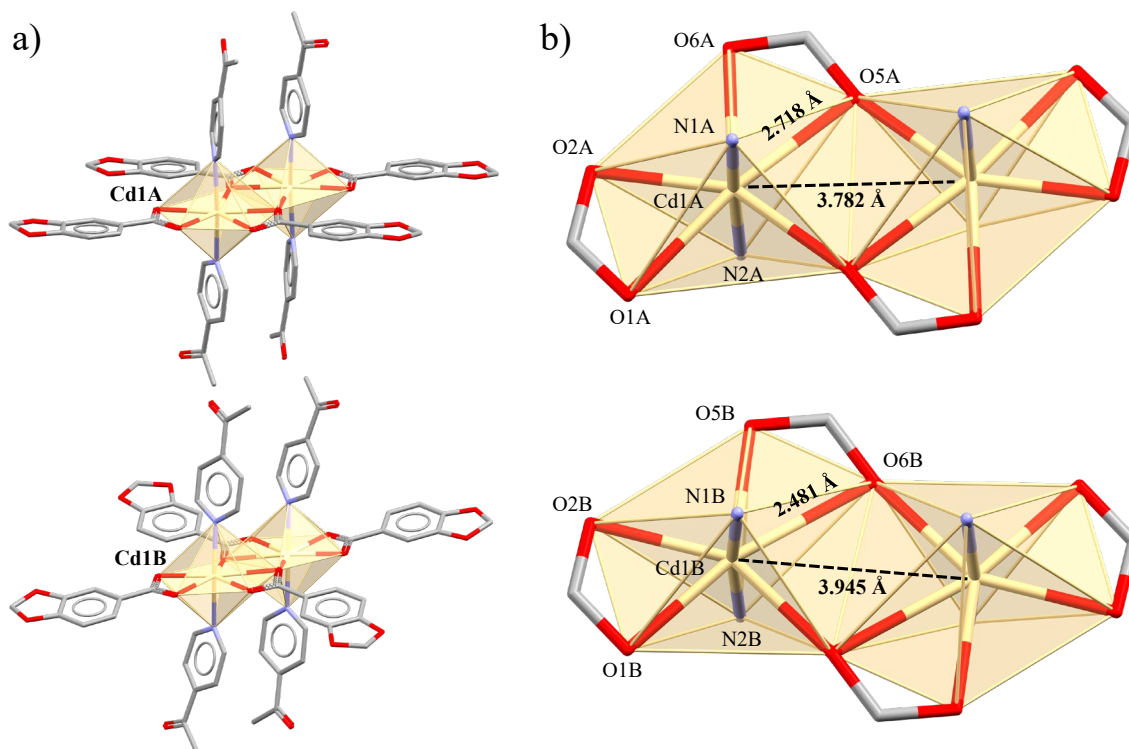 a)
Cd1A
Cd1B
b)
O6A
O5A
2.718 Å
N1A
O2A
Cd1A
3.782 Å
N2A
O1A
O5B
O6B
2.481 Å
N1B
O2B
Cd1B
3.945 Å
N2B
O1B